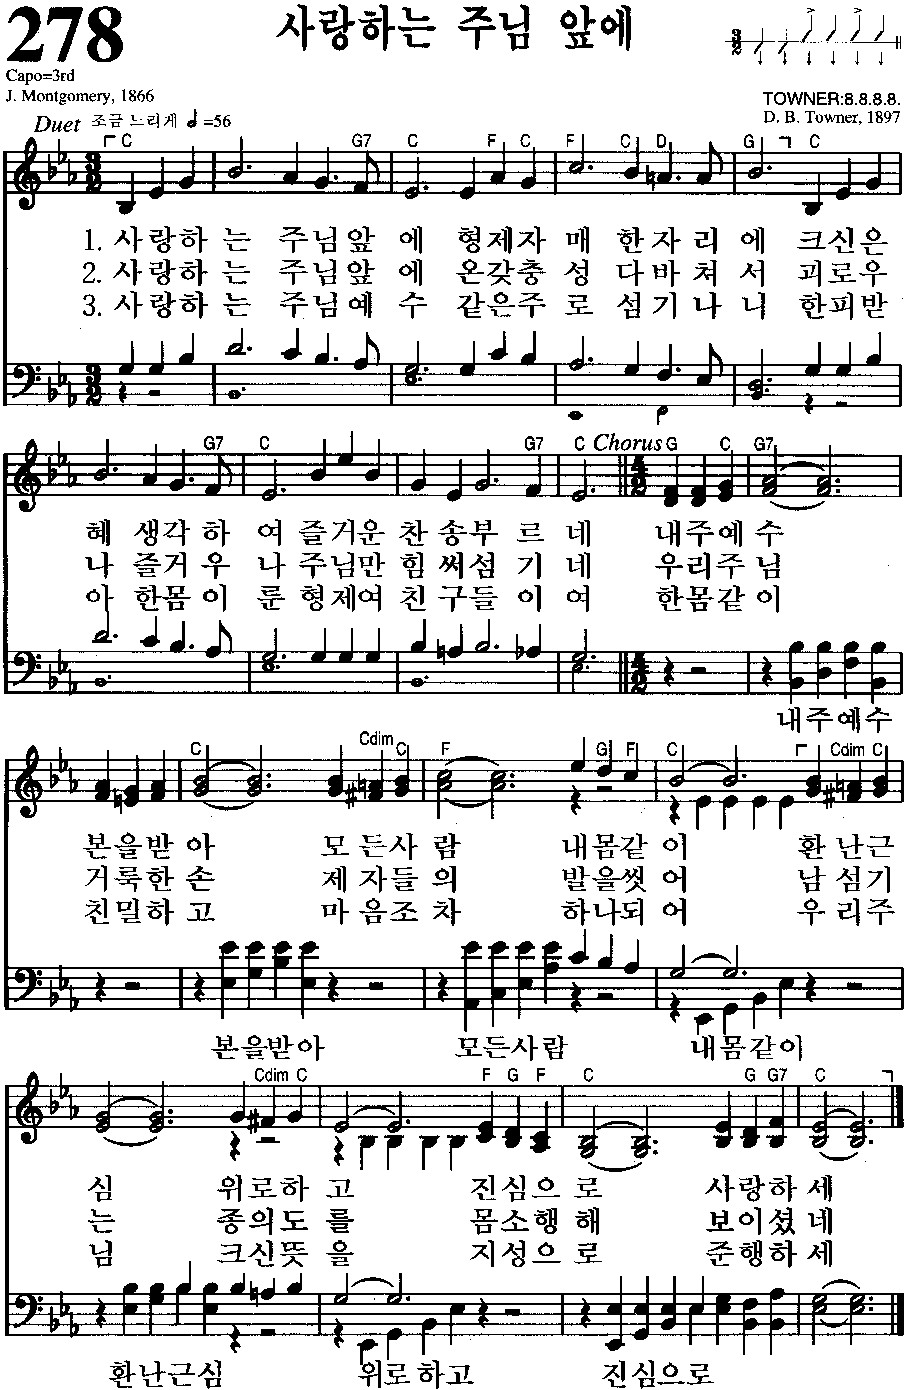 278 사랑하는 주님 앞에
Capo=3rd
J. Montgomery, 1866
TOWNER:8.8.8.8.
D. B. Towner, 1897
Duet 조금 느리게 =56
C G7 C F C F C D G C
1. 사랑하는 주님앞에 형제자매 한자리에 크신은
2. 사랑하는 주님앞에 온갖충성 다바쳐서 괴로우
3. 사랑하는 주님예수 같은주로 섬기나니 한피받
G7 C G7 C Chorus G C G7
혜 생각하여 즐거운 찬송부르네 내주예수
나 즐거우나 주님만 힘써섬기네 우리주님
아 한몸이룬 형제여 친구들이여 한몸같이
내주예수
C Cdim C F G F C Cdim C
본을받아 모든사람 내몸같이 환난근
거룩한손 제자들의 발을씻어 남섬기
친밀하고 마음조차 하나되어 우리주
본을받아 모든사람 내몸같이
Cdim C F G F C G G7 C
심 위로하고 진심으로 사랑하세
는 종의도를 몸소행해 보이셨네
님 크신뜻을 지성으로 준행하세
환난근심 위로하고 진심으로